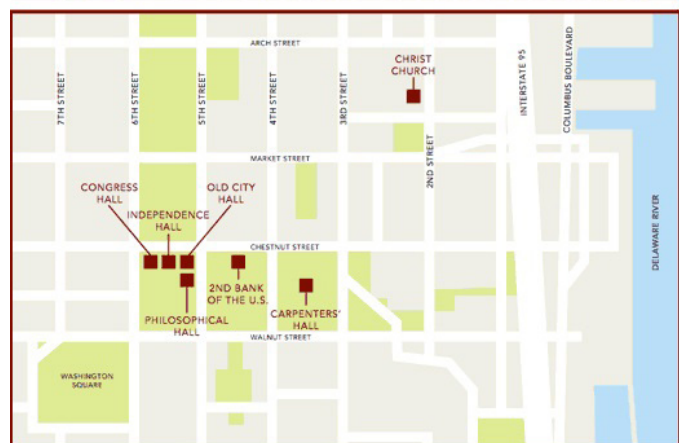 ARCH STREET
CHRIST
CHURCH
7TH STREET
6TH STREET
5TH STREET
4TH STREET
3RD STREET
2ND STREET
INTERSTATE 95
COLUMBUS BOULEVARD
MARKET STREET
CONGRESS
HALL
INDEPENDENCE
HALL
OLD CITY
HALL
CHESTNUT STREET
DELAWARE RIVER
2ND BANK
OF THE U.S.
PHILOSOPHICAL
HALL
CARPENTERS'
HALL
WALNUT STREET
WASHINGTON
SQUARE